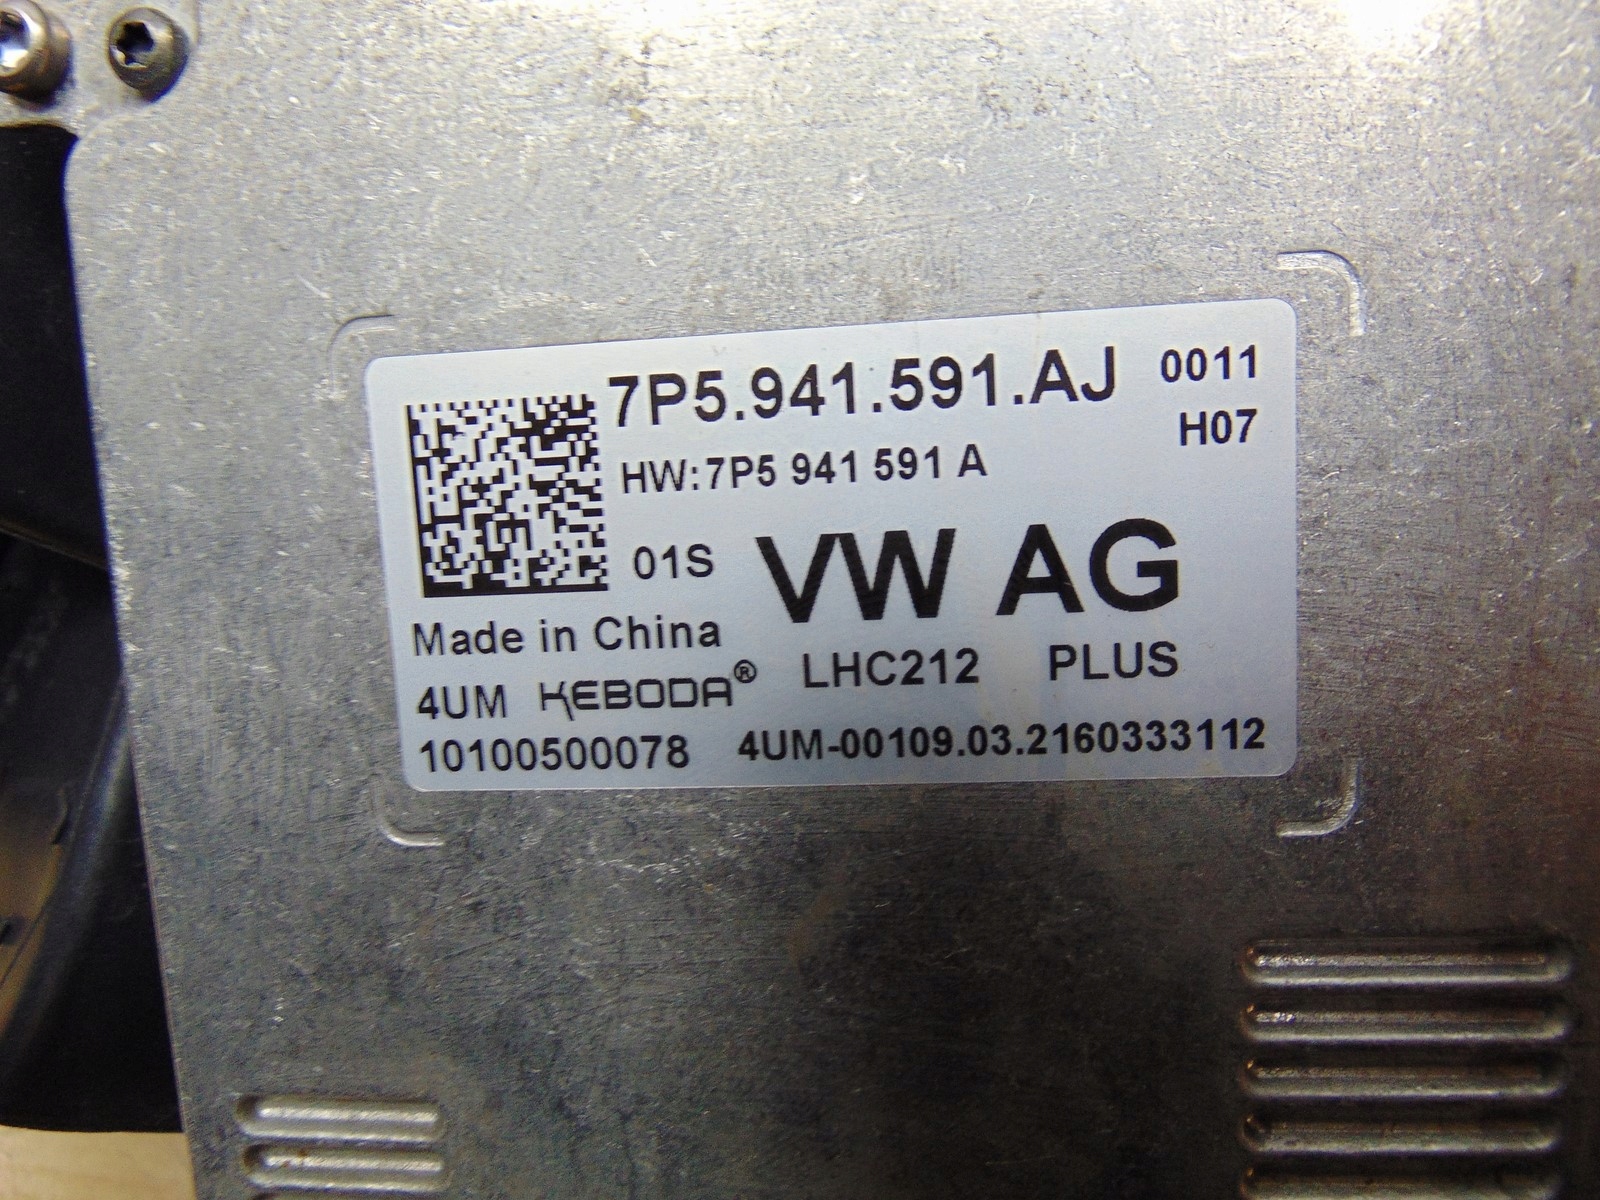 7P5.941.591.AJ 0011
H07
HW:7P5 941 591 A
01S VW AG
Made in China
4UM KEBODA® LHC212 PLUS
10100500078 4UM-00109.03.2160333112